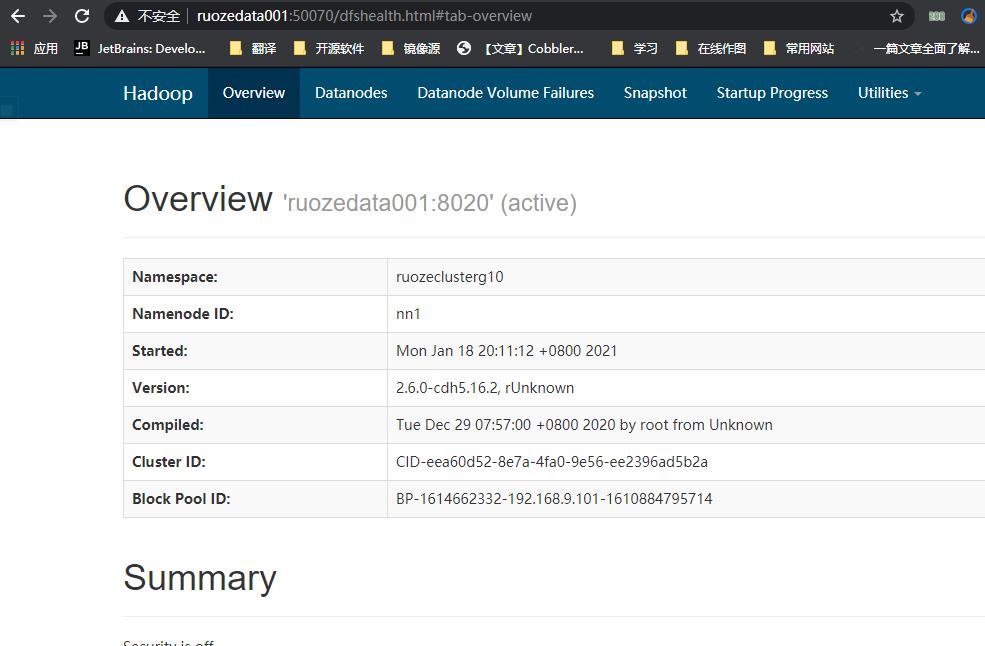 不安全 ruozedata001:50070/dfshealth.html#tab-overview
应用 JB JetBrains: Develo... 翻译 开源软件 镜像源 【文章】Cobbler... 学习 在线作图 常用网站 一篇文章全面了解...
Hadoop Overview Datanodes Datanode Volume Failures Snapshot Startup Progress Utilities
Overview 'ruozedata001:8020' (active)
Namespace: ruozeclusterg10
Namenode ID: nn1
Started: Mon Jan 18 20:11:12 +0800 2021
Version: 2.6.0-cdh5.16.2, rUnknown
Compiled: Tue Dec 29 07:57:00 +0800 2020 by root from Unknown
Cluster ID: CID-eea60d52-8e7a-4fa0-9e56-ee2396ad5b2a
Block Pool ID: BP-1614662332-192.168.9.101-1610884795714
Summary
Security is off